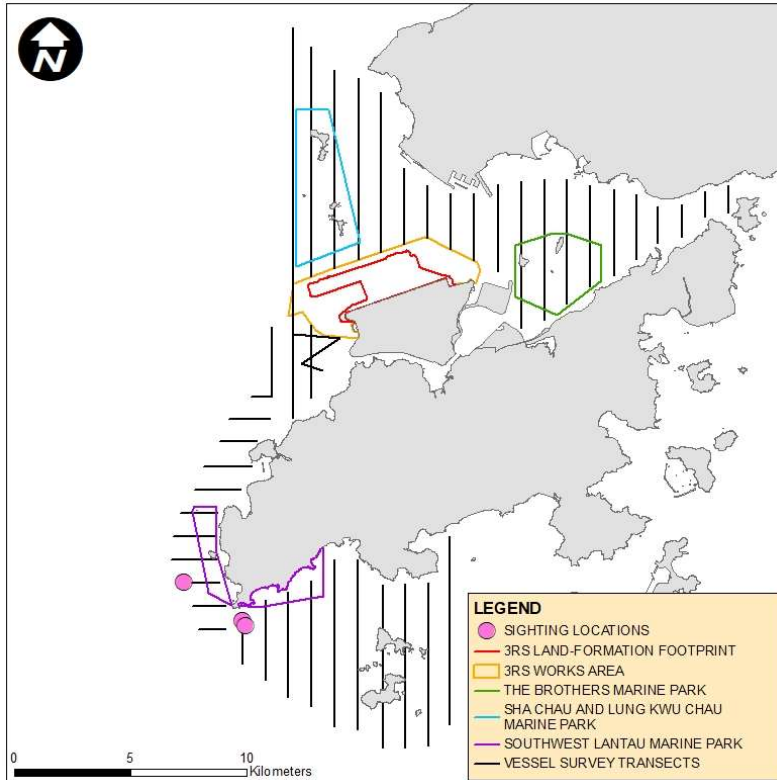 N
LEGEND
SIGHTING LOCATIONS
3RS LAND-FORMATION FOOTPRINT
3RS WORKS AREA
THE BROTHERS MARINE PARK
SHA CHAU AND LUNG KWU CHAU
MARINE PARK
SOUTHWEST LANTAU MARINE PARK
VESSEL SURVEY TRANSECTS
0 5 10
Kilometers